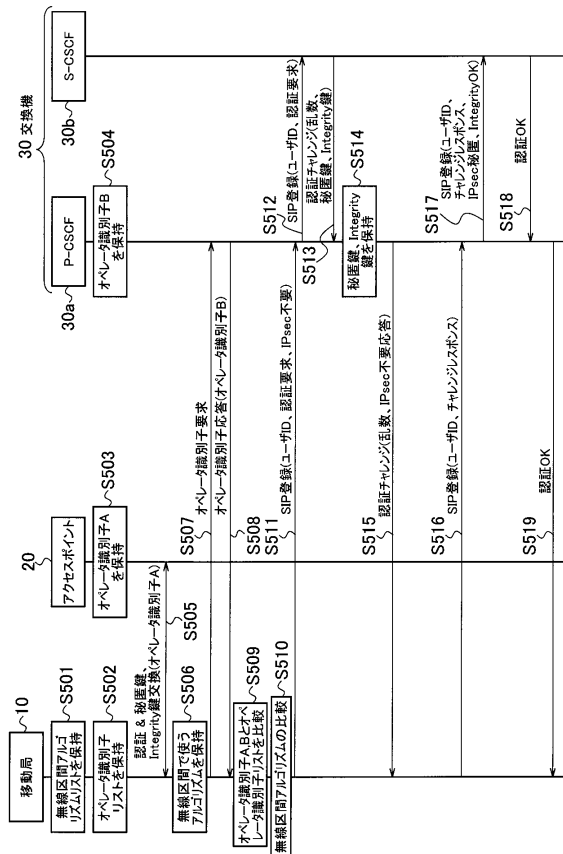 移動局
10
無線区間アルゴ
リズムリストを保持
S501
オペレータ識別子
リストを保持
S502
アクセスポイント
20
オペレータ識別子A
を保持
S503
30 交換機
P-CSCF
30a
オペレータ識別子B
を保持
S504
S-CSCF
30b
認証 & 秘匿鍵、
Integrity鍵交換(オペレータ識別子A)
S505
無線区間で使う
アルゴリズムを保持
S506
S507
オペレータ識別子要求
オペレータ識別子応答(オペレータ識別子B)
S508
オペレータ識別子A,Bとオペ
レータ識別子リストを比較
S509
無線区間アルゴリズムの比較
S510
S511
SIP登録(ユーザID、認証要求、IPsec不要)
S512
SIP登録(ユーザID、認証要求)
認証チャレンジ(乱数、
秘匿鍵、Integrity鍵)
S513
秘匿鍵、Integrity
鍵を保持
S514
S515
認証チャレンジ(乱数、IPsec不要応答)
S516
SIP登録(ユーザID、チャレンジレスポンス)
S517
SIP登録(ユーザID、
チャレンジレスポンス、
IPsec秘匿、IntegrityOK)
S518
認証OK
S519
認証OK